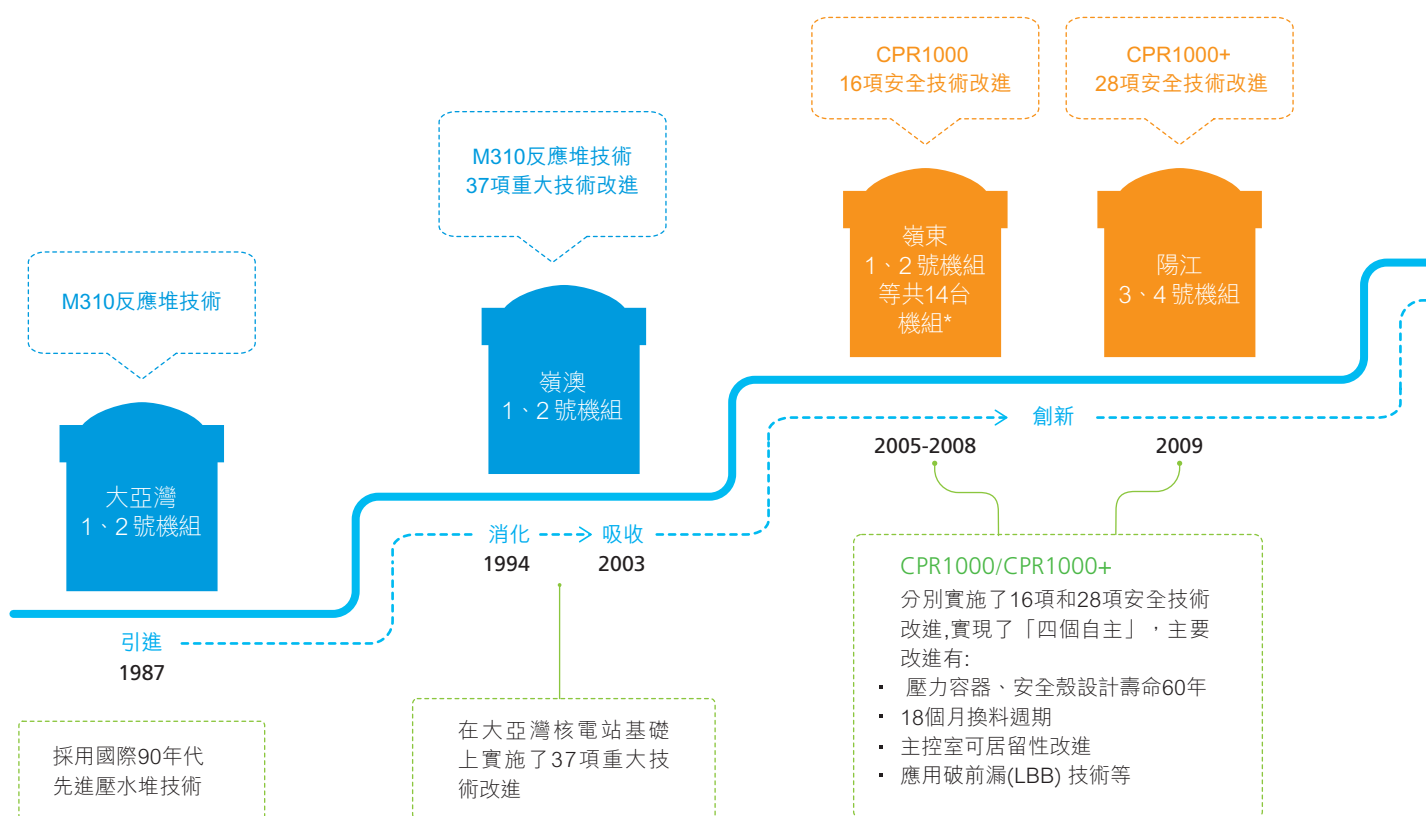 CPR1000
16項安全技術改進
CPR1000+
28項安全技術改進
M310反應堆技術
37項重大技術改進
M310反應堆技術
嶺東
1、2 號機組
等共14台
機組*
陽江
3、4 號機組
嶺澳
1、2 號機組
大亞灣
1、2 號機組
創新
2005-2008
2009
消化
1994
吸收
2003
引進
1987
CPR1000/CPR1000+
分別實施了16項和28項安全技術
改進,實現了「四個自主」，主要
改進有:
▪ 壓力容器、安全殼設計壽命60年
▪ 18個月換料週期
▪ 主控室可居留性改進
▪ 應用破前漏(LBB) 技術等
在大亞灣核電站基礎
上實施了37項重大技
術改進
採用國際90年代
先進壓水堆技術